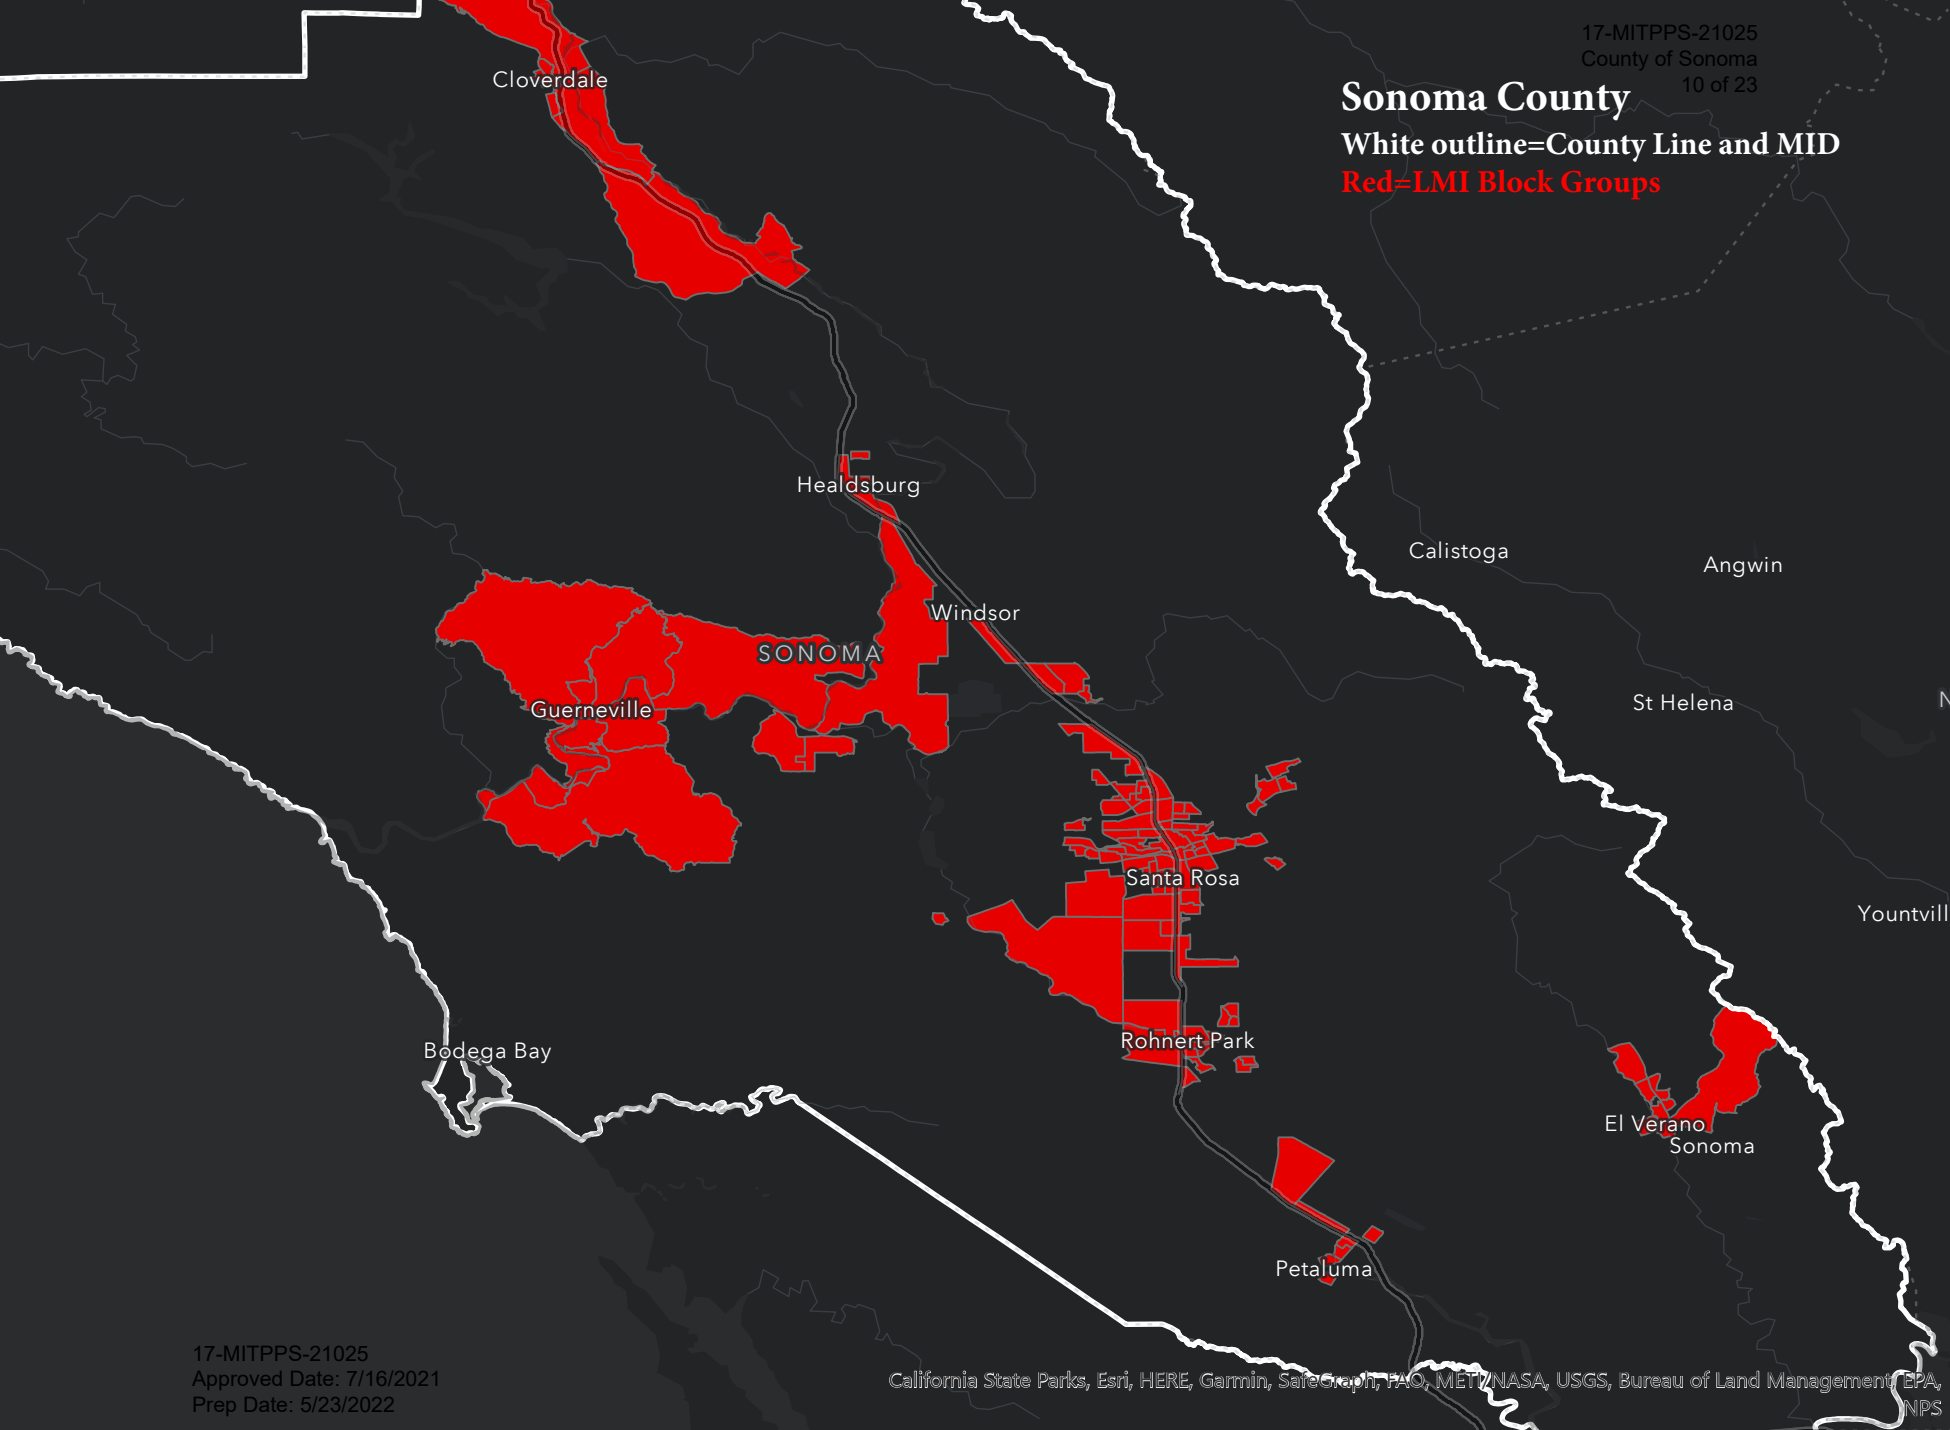 17-MITPPS-21025
County of Sonoma
10 of 23
Sonoma County
White outline=County Line and MID
Red=LMI Block Groups
Cloverdale
Healdsburg
Calistoga
Angwin
Windsor
SONOMA
St Helena
N
Guerneville
Santa Rosa
Yountvill
Rohnert Park
Bodega Bay
El Verano
Sonoma
Petaluma
17-MITPPS-21025
Approved Date: 7/16/2021
Prep Date: 5/23/2022
California State Parks, Esri, HERE, Garmin, SafeGraph, FAO, METI/NASA, USGS, Bureau of Land Management, EPA,
NPS